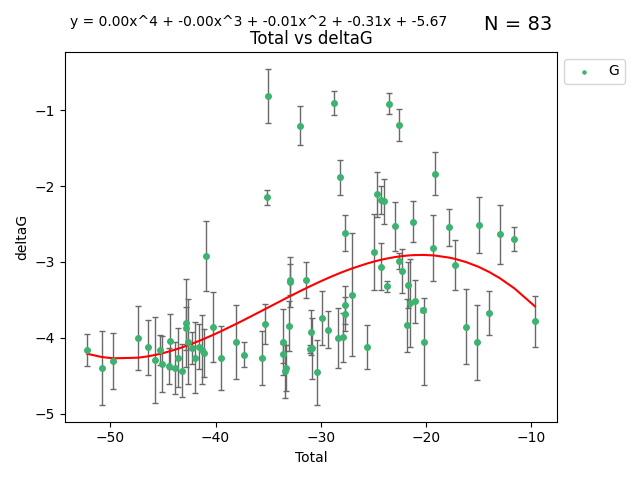 y = 0.00x^4 + -0.00x^3 + -0.01x^2 + -0.31x + -5.67
N = 83
Total vs deltaG
G
−1
−2
−3
−4
−5
deltaG
−50
−40
−30
−20
−10
Total